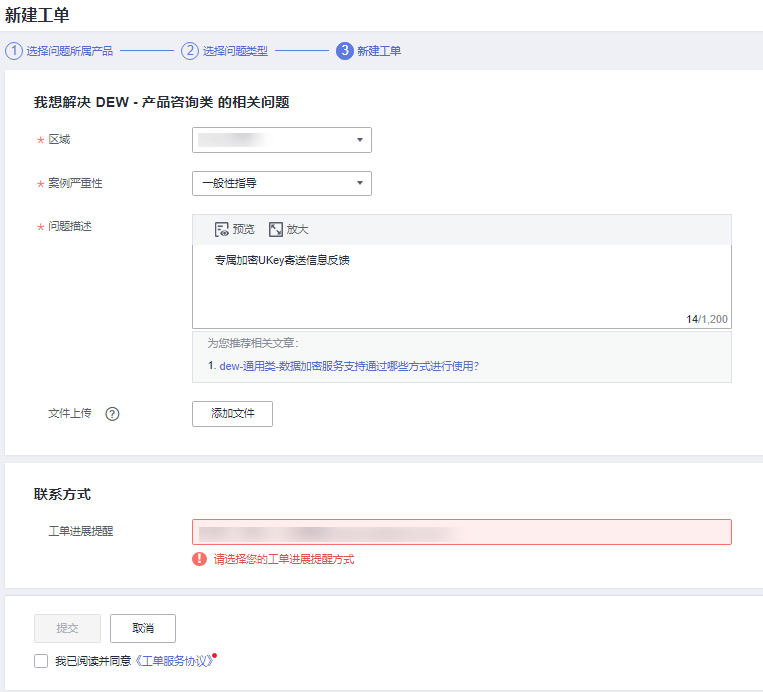 新建工单
1 选择问题所属产品 2 选择问题类型 3 新建工单
我想解决 DEW - 产品咨询类 的相关问题
* 区域
* 案例严重性 一般性指导
* 问题描述 预览 放大
专属加密UKey寄送信息反馈
14/1,200
为您推荐相关文章：
1. dew-通用类-数据加密服务支持通过哪些方式进行使用？
文件上传 ? 添加文件
联系方式
工单进展提醒
! 请选择您的工单进展提醒方式
提交 取消
我已阅读并同意《工单服务协议》